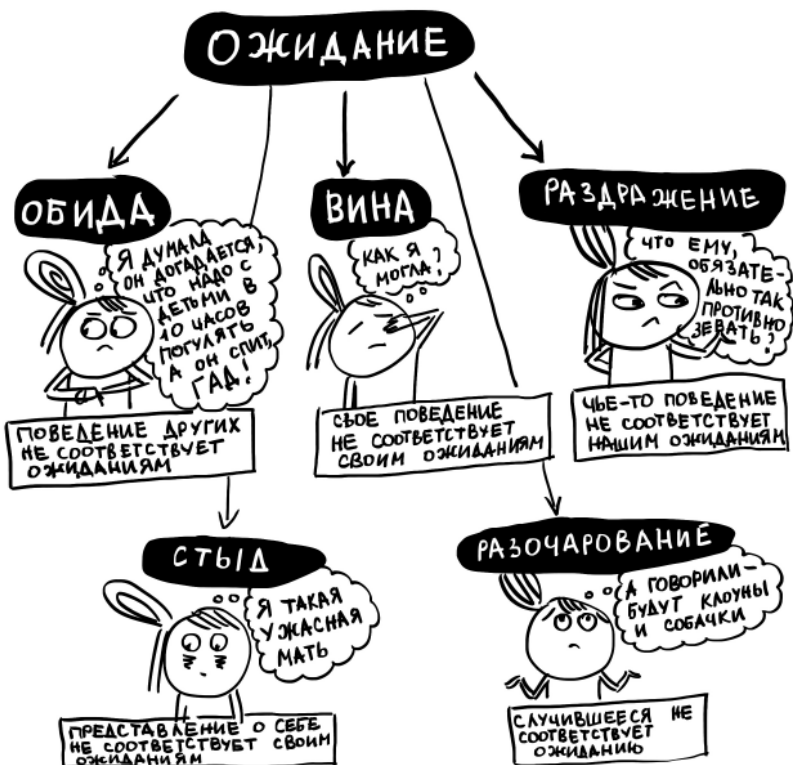 ОЖИДАНИЕ
ОБИДА
Я ДУМАЛА
ОН ДОГАДАЕТСЯ,
ЧТО НАДО С
ДЕТЬМИ В
10 ЧАСОВ
ПОГУЛЯТЬ
А ОН СПИТ,
ГАД!
ПОВЕДЕНИЕ ДРУГИХ
НЕ СООТВЕТСТВУЕТ
ОЖИДАНИЯМ
ВИНА
КАК Я
МОГЛА?
СВОЕ ПОВЕДЕНИЕ
НЕ СООТВЕТСТВУЕТ
СВОИМ ОЖИДАНИЯМ
РАЗДРАЖЕНИЕ
ЧТО ЕМУ,
ОБЯЗАТЕ-
ЛЬНО ТАК
ПРОТИВНО
ЗЕВАТЬ?
ЧЬЕ-ТО ПОВЕДЕНИЕ
НЕ СООТВЕТСТВУЕТ
НАШИМ ОЖИДАНИЯМ
СТЫД
Я ТАКАЯ
УЖАСНАЯ
МАТЬ
ПРЕДСТАВЛЕНИЕ О СЕБЕ
НЕ СООТВЕТСТВУЕТ СВОИМ
ОЖИДАНИЯМ
РАЗОЧАРОВАНИЕ
А ГОВОРИЛИ-
БУДУТ КЛОУНЫ
И СОБАЧКИ
СЛУЧИВШЕЕСЯ НЕ
СООТВЕТСТВУЕТ
ОЖИДАНИЮ